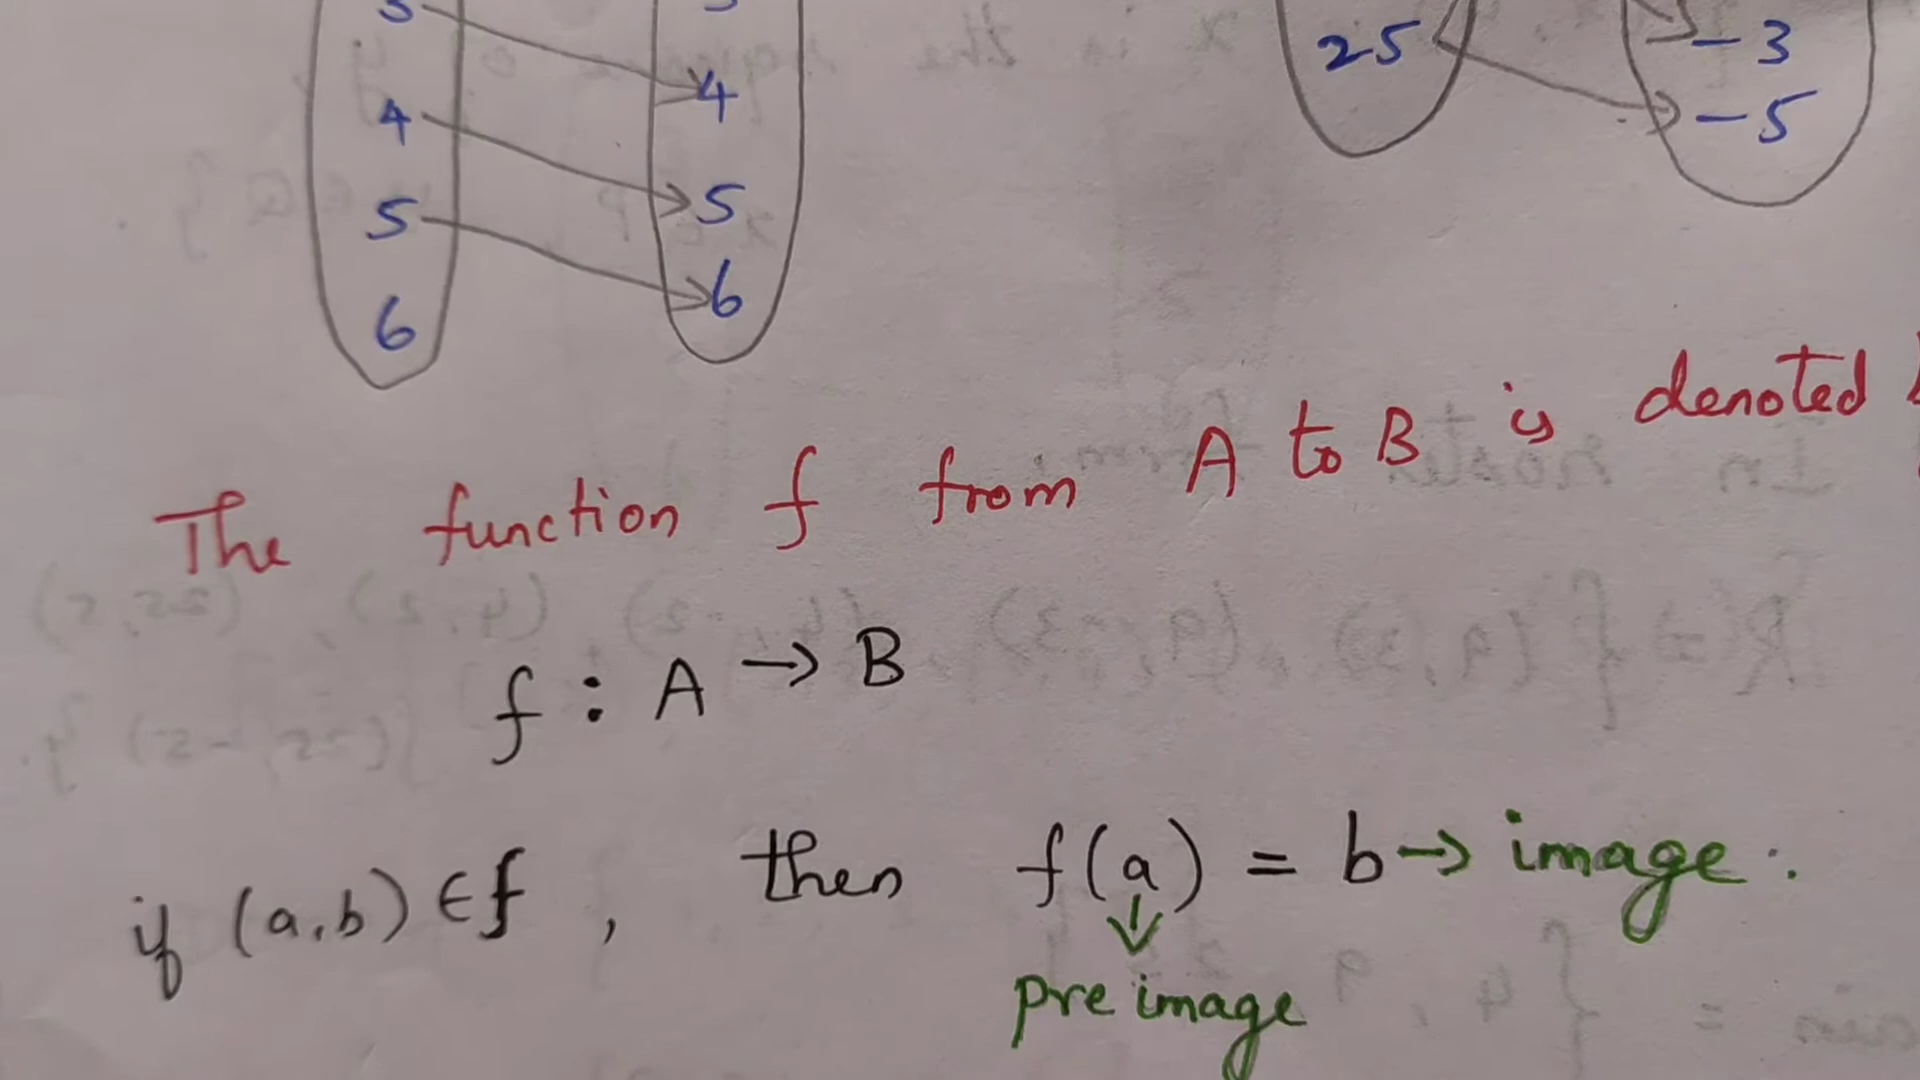 3
4
4
5
5
6
6
25
-3
-5
The function f from A to B is denoted
f : A → B
if (a,b) ∈ f , then f(a) = b → image.
pre image